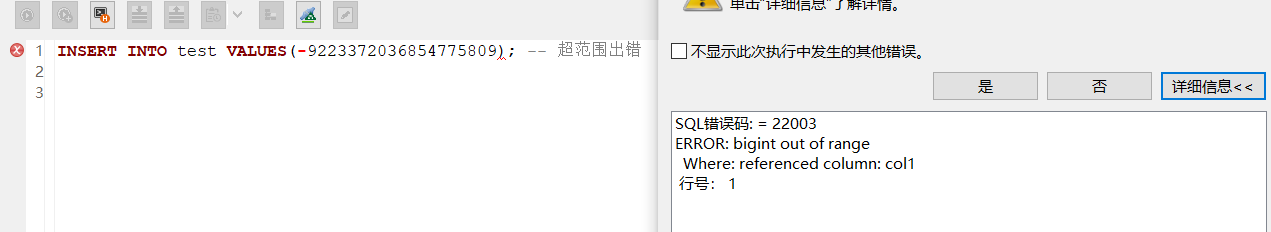 单击“详细信息”了解详情。
1 INSERT INTO test VALUES(-9223372036854775809); -- 超范围出错
2
3
不显示此次执行中发生的其他错误。
是 否 详细信息<<
SQL错误码: = 22003
ERROR: bigint out of range
Where: referenced column: col1
行号: 1